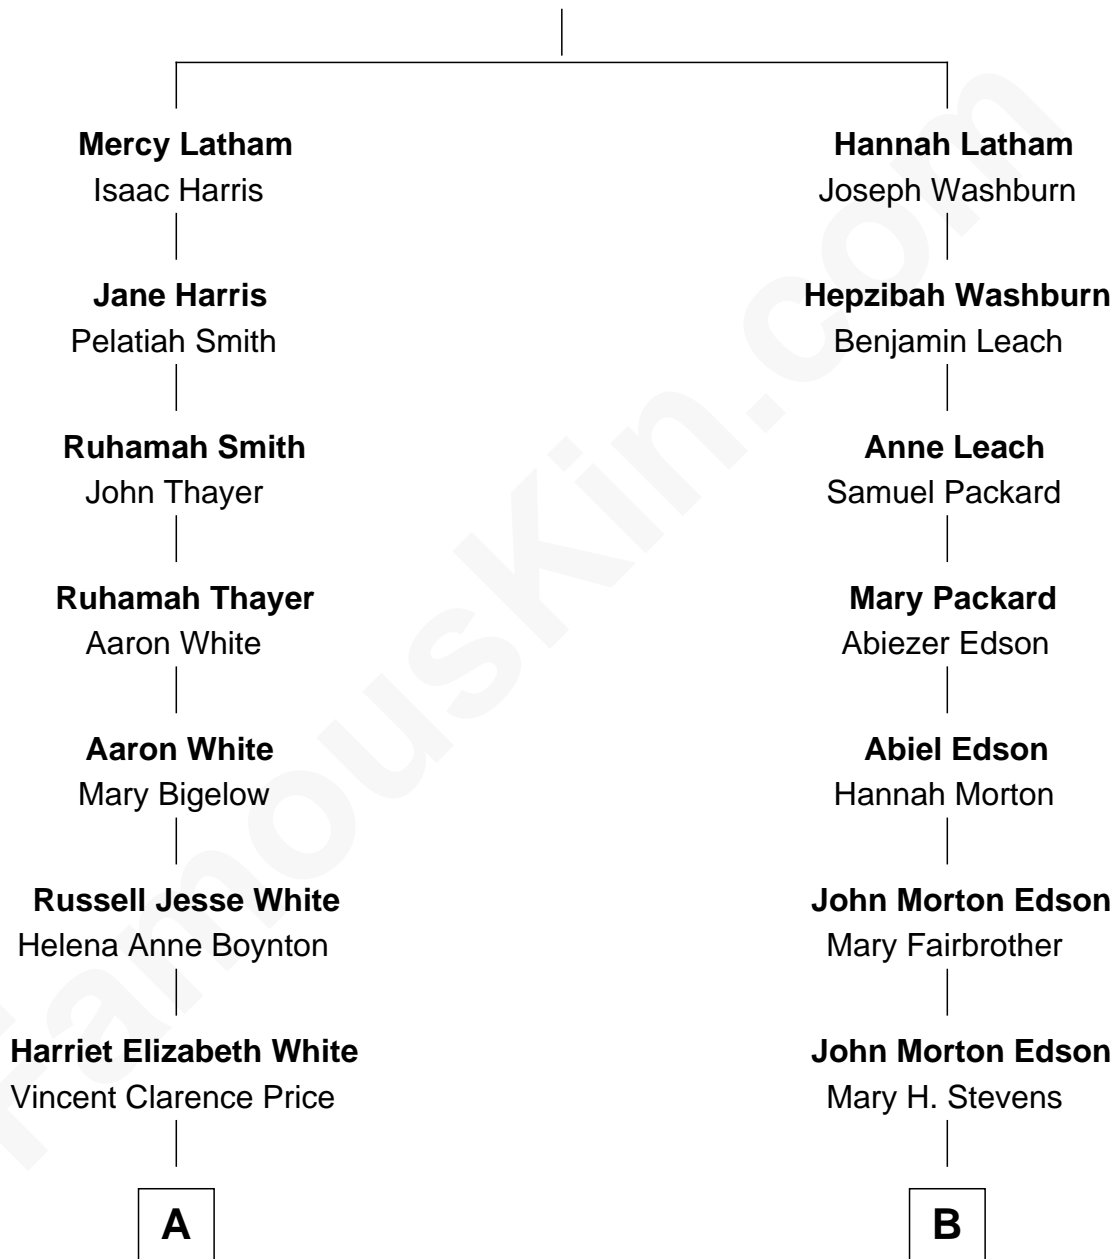 Mercy Latham
Isaac Harris
Jane Harris
Pelatiah Smith
Ruhamah Smith
John Thayer
Ruhamah Thayer
Aaron White
Aaron White
Mary Bigelow
Russell Jesse White
Helena Anne Boynton
Harriet Elizabeth White
Vincent Clarence Price
A
Hannah Latham
Joseph Washburn
Hepzibah Washburn
Benjamin Leach
Anne Leach
Samuel Packard
Mary Packard
Abiezer Edson
Abiel Edson
Hannah Morton
John Morton Edson
Mary Fairbrother
John Morton Edson
Mary H. Stevens
B
FamousKin.com